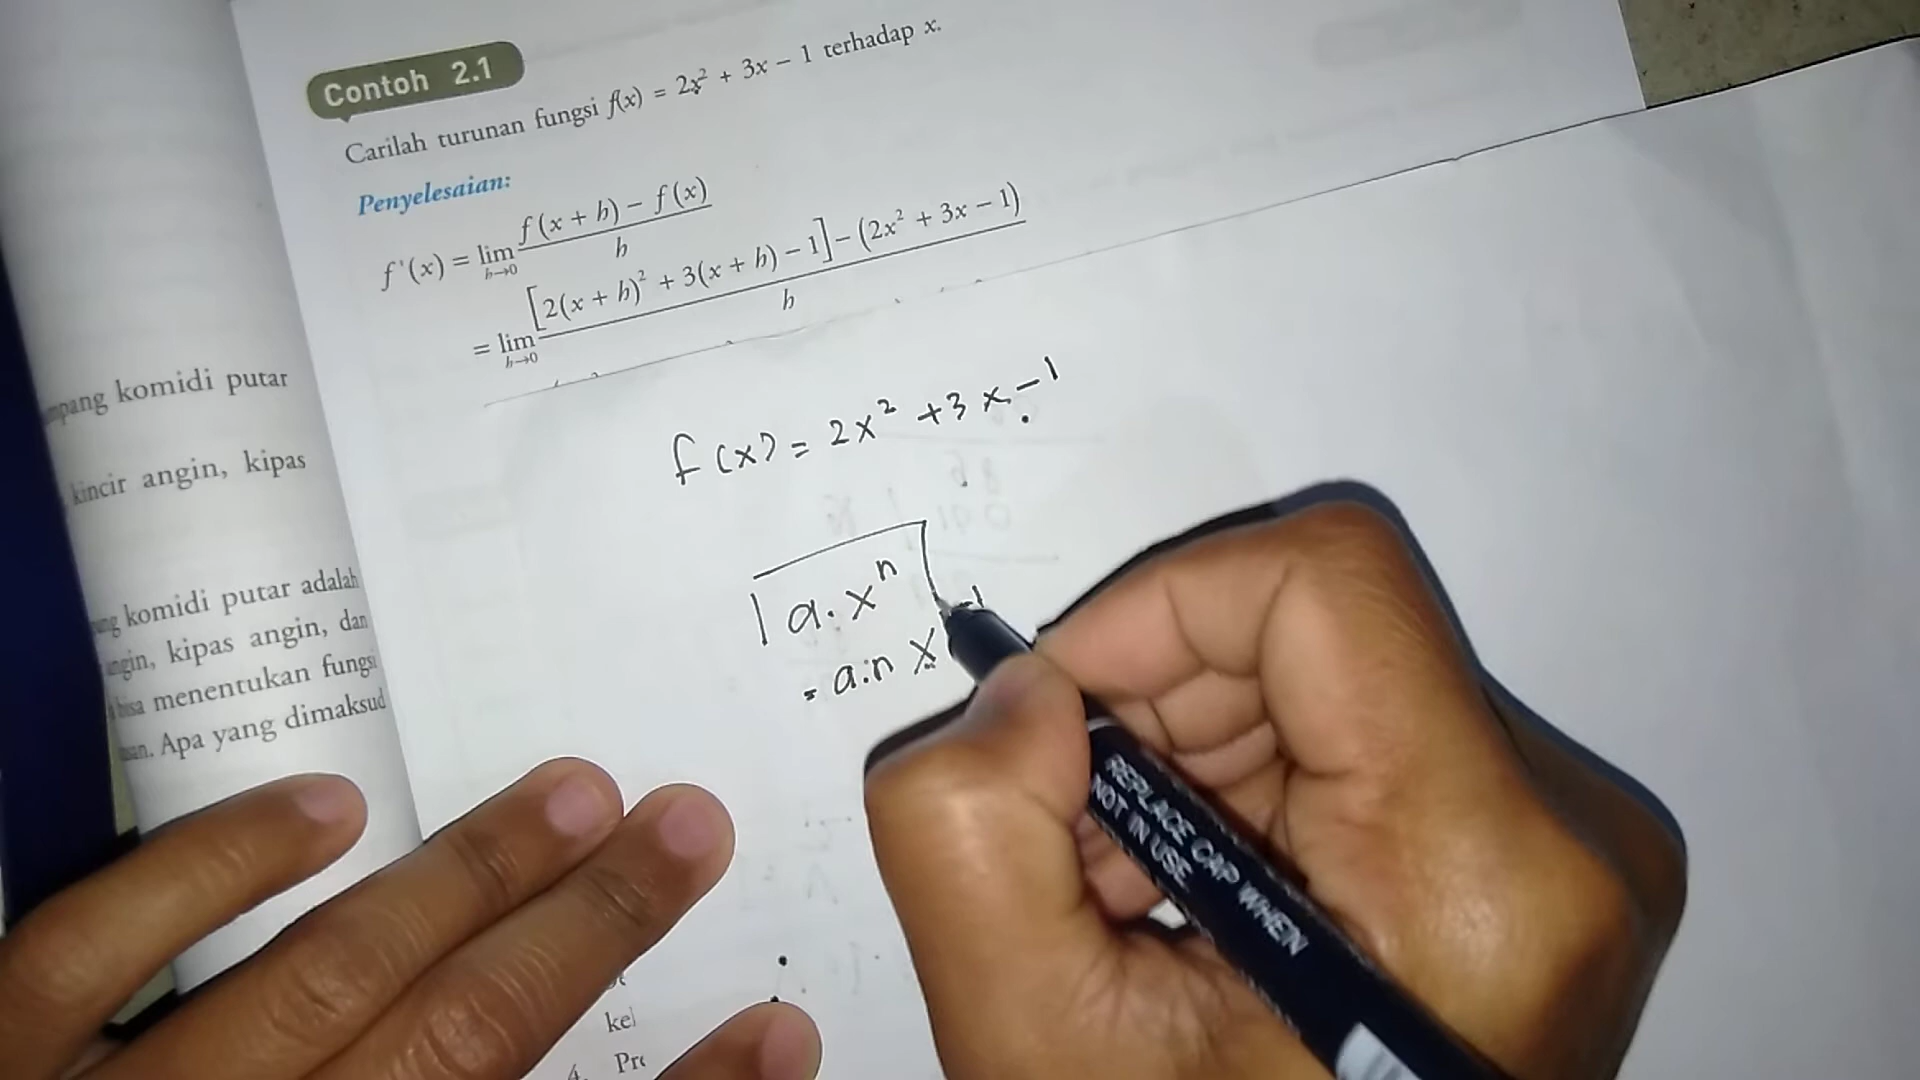 Contoh 2.1
Carilah turunan fungsi f(x) = 2x² + 3x − 1 terhadap x.
Penyelesaian:
f'(x) = lim h→0 f(x + h) − f(x) / h
= lim h→0 [2(x + h)² + 3(x + h) − 1] − (2x² + 3x − 1) / h
komidi putar
kincir angin, kipas
komidi putar adalah
kipas angin, dan
menentukan fungsi
Apa yang dimaksud
f(x) = 2x² + 3x − 1
a.xⁿ
= a.n x
-1
REPLACE CAP WHEN
NOT IN USE
4.